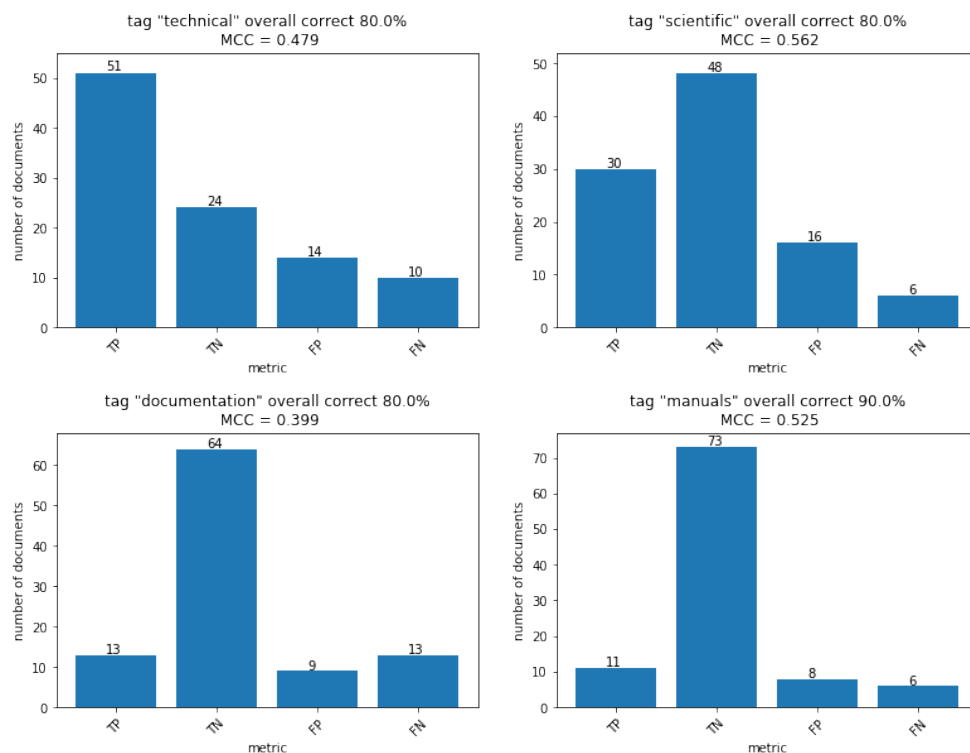 tag "technical" overall correct 80.0%
MCC = 0.479
number of documents
50
40
30
20
10
0
51
24
14
10
TP
TN
FP
FN
metric
tag "scientific" overall correct 80.0%
MCC = 0.562
number of documents
50
40
30
20
10
0
30
48
16
6
TP
TN
FP
FN
metric
tag "documentation" overall correct 80.0%
MCC = 0.399
number of documents
60
50
40
30
20
10
0
13
64
9
13
TP
TN
FP
FN
metric
tag "manuals" overall correct 90.0%
MCC = 0.525
number of documents
70
60
50
40
30
20
10
0
11
73
8
6
TP
TN
FP
FN
metric